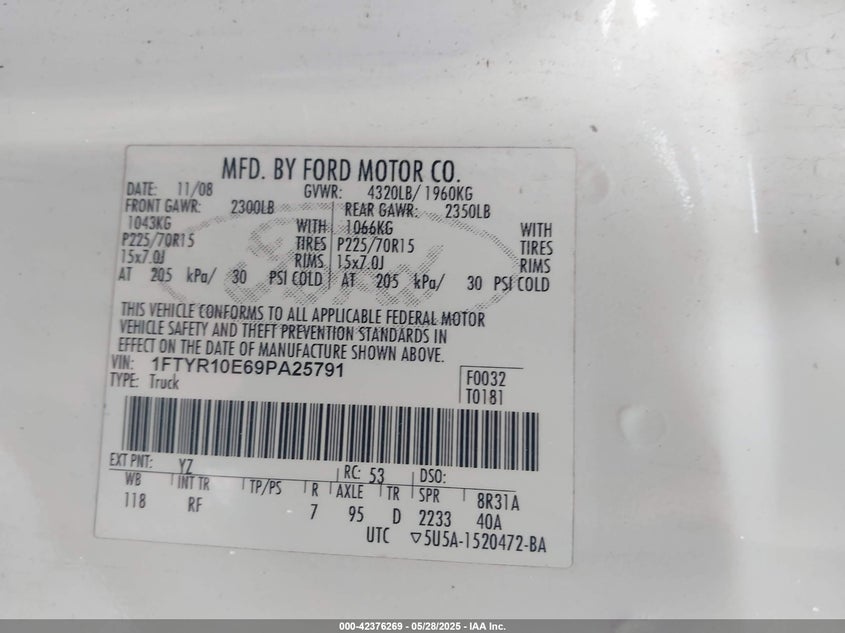 MFD. BY FORD MOTOR CO.
DATE: 11/08 GVWR: 4320LB/ 1960KG
FRONT GAWR: 2300LB REAR GAWR: 2350LB
1043KG WITH 1066KG WITH
P225/70R15 TIRES P225/70R15 TIRES
15x7.0J RIMS 15x7.0J RIMS
AT 205 kPa/ 30 PSI COLD AT 205 kPa/ 30 PSI COLD
Ford
THIS VEHICLE CONFORMS TO ALL APPLICABLE FEDERAL MOTOR
VEHICLE SAFETY AND THEFT PREVENTION STANDARDS IN
EFFECT ON THE DATE OF MANUFACTURE SHOWN ABOVE.
VIN: 1FTYR10E69PA25791
TYPE: Truck
F0032
T0181
EXT PNT: YZ RC: 53 DSO:
WB INT TR TP/PS R AXLE TR SPR 8R31A
118 RF 7 95 D 2233 40A
UTC ▽5U5A-1520472-BA
000-42376269 - 05/28/2025 - IAA Inc.